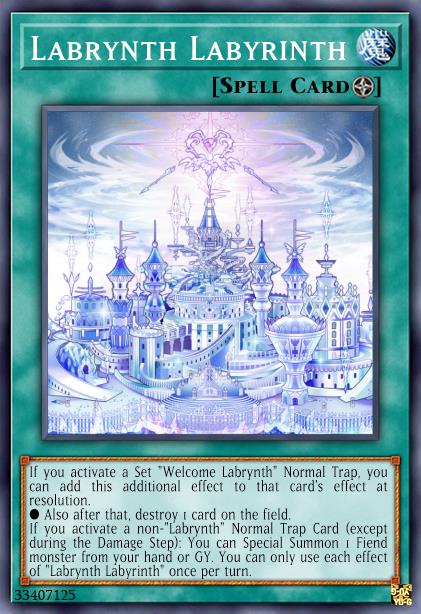 LABRYNTH LABYRINTH
魔
[SPELL CARD]
If you activate a Set "Welcome Labrynth" Normal Trap, you
can add this additional effect to that card's effect at
resolution.
● Also after that, destroy 1 card on the field.
If you activate a non-"Labrynth" Normal Trap Card (except
during the Damage Step): You can Special Summon 1 Fiend
monster from your hand or GY. You can only use each effect
of "Labrynth Labyrinth" once per turn.
33407125